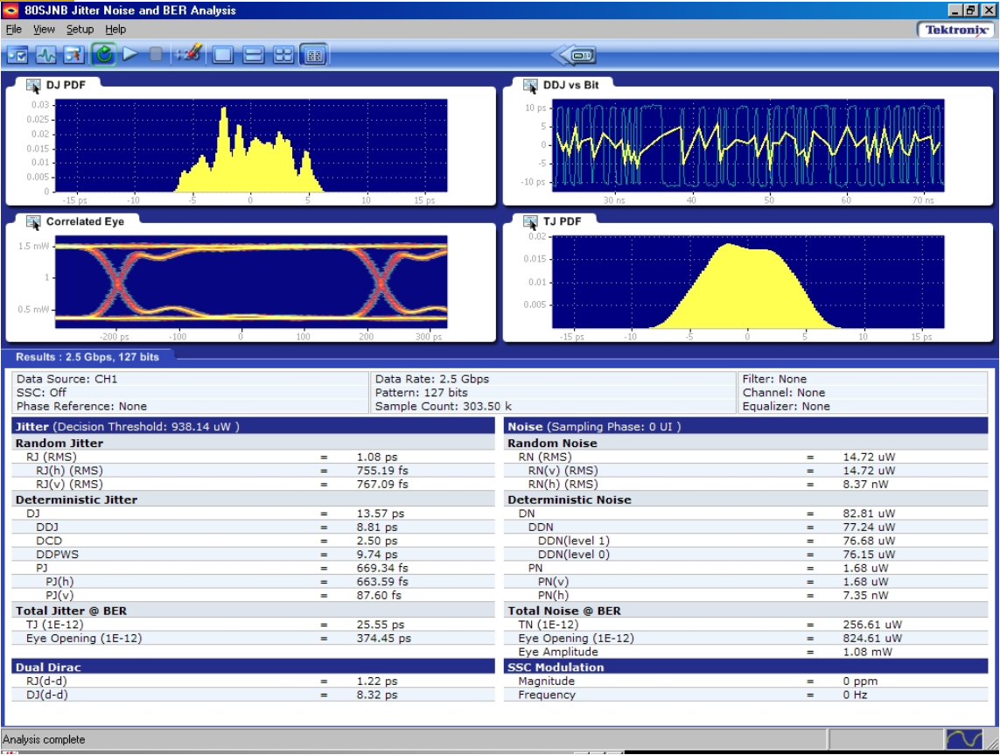 80SJNB Jitter Noise and BER Analysis
File View Setup Help
Tektronix
DJ PDF
0.03
0.025
0.02
0.015
0.01
0.005
0
-15 ps -10 -5 0 5 10 15 ps
DDJ vs Bit
10 ps
5
0
-5
-10 ps
30 ns 40 50 60 70 ns
Correlated Eye
1.5 mW
1
0.5 mW
-200 ps -100 0 100 200 300 ps
TJ PDF
0.02
0.015
0.01
0.005
-15 ps -10 -5 0 5 10 15 ps
Results : 2.5 Gbps, 127 bits
Data Source: CH1 Data Rate: 2.5 Gbps Filter: None
SSC: Off Pattern: 127 bits Channel: None
Phase Reference: None Sample Count: 303.50 k Equalizer: None
Jitter (Decision Threshold: 938.14 uW )
Random Jitter
RJ (RMS) = 1.08 ps
RJ(h) (RMS) = 755.19 fs
RJ(v) (RMS) = 767.09 fs
Deterministic Jitter
DJ = 13.57 ps
DDJ = 8.81 ps
DCD = 2.50 ps
DDPWS = 9.74 ps
PJ = 669.34 fs
PJ(h) = 663.59 fs
PJ(v) = 87.60 fs
Total Jitter @ BER
TJ (1E-12) = 25.55 ps
Eye Opening (1E-12) = 374.45 ps
Dual Dirac
RJ(d-d) = 1.22 ps
DJ(d-d) = 8.32 ps
Noise (Sampling Phase: 0 UI )
Random Noise
RN (RMS) = 14.72 uW
RN(v) (RMS) = 14.72 uW
RN(h) (RMS) = 8.37 nW
Deterministic Noise
DN = 82.81 uW
DDN = 77.24 uW
DDN(level 1) = 76.68 uW
DDN(level 0) = 76.15 uW
PN = 1.68 uW
PN(v) = 1.68 uW
PN(h) = 7.35 nW
Total Noise @ BER
TN (1E-12) = 256.61 uW
Eye Opening (1E-12) = 824.61 uW
Eye Amplitude = 1.08 mW
SSC Modulation
Magnitude = 0 ppm
Frequency = 0 Hz
Analysis complete